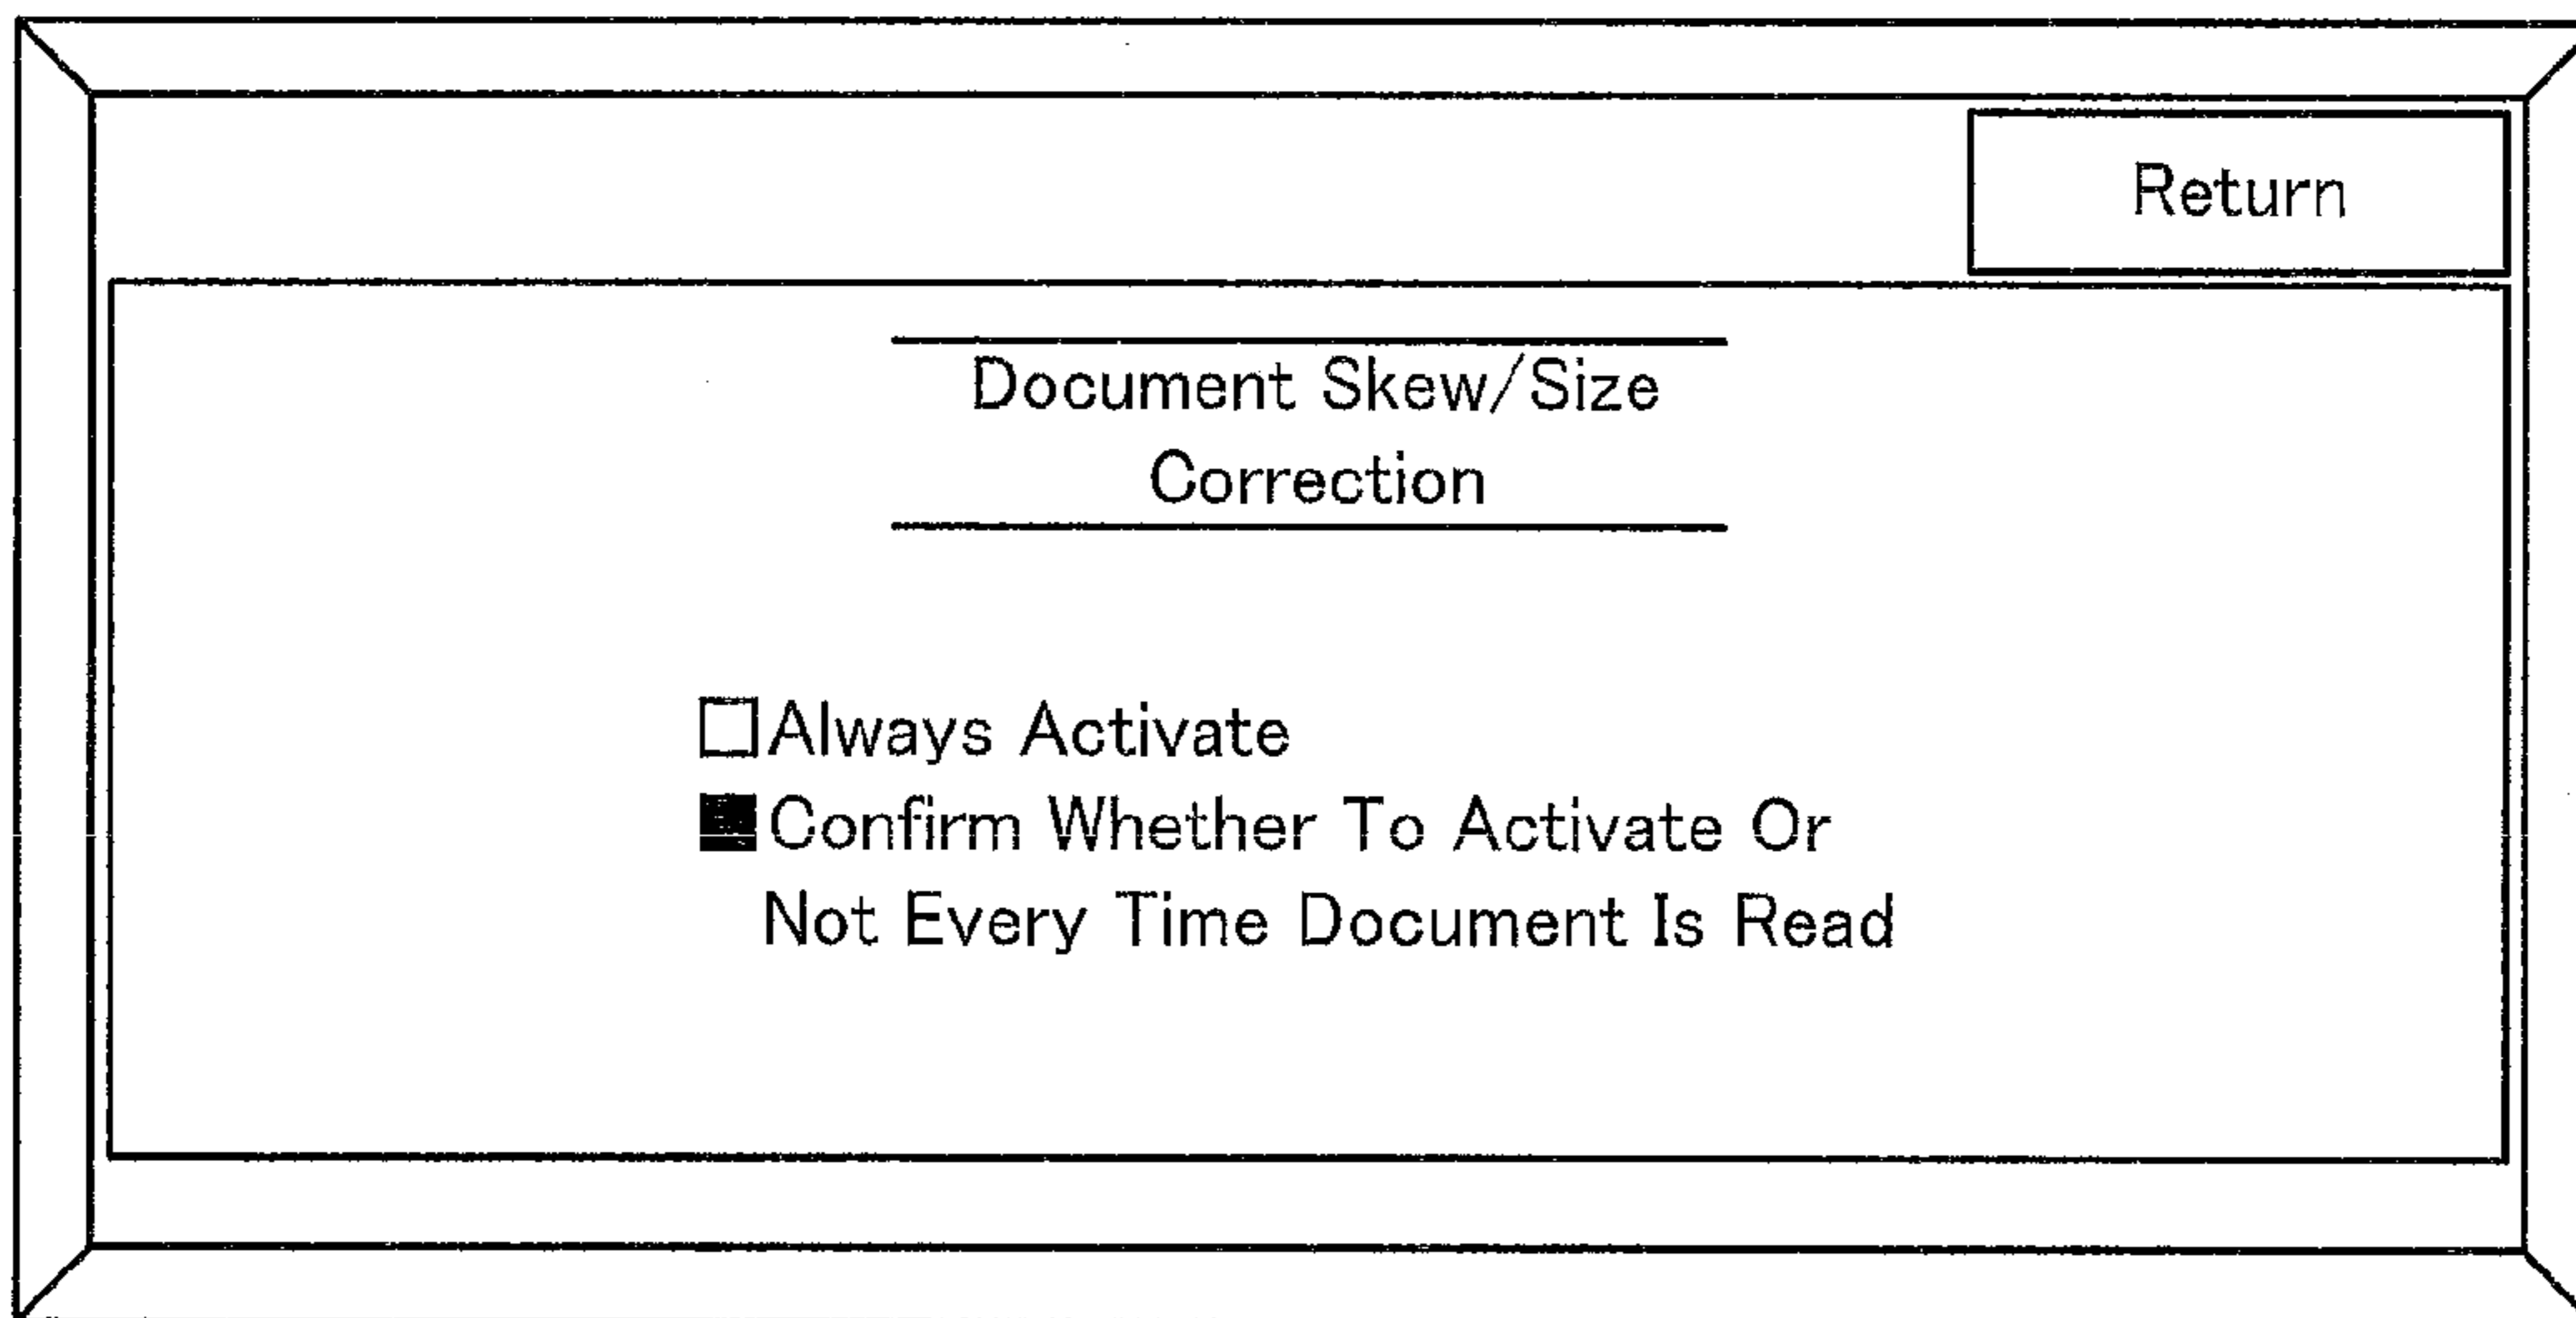 Return
Document Skew/Size
Correction
□Always Activate
■Confirm Whether To Activate Or
Not Every Time Document Is Read